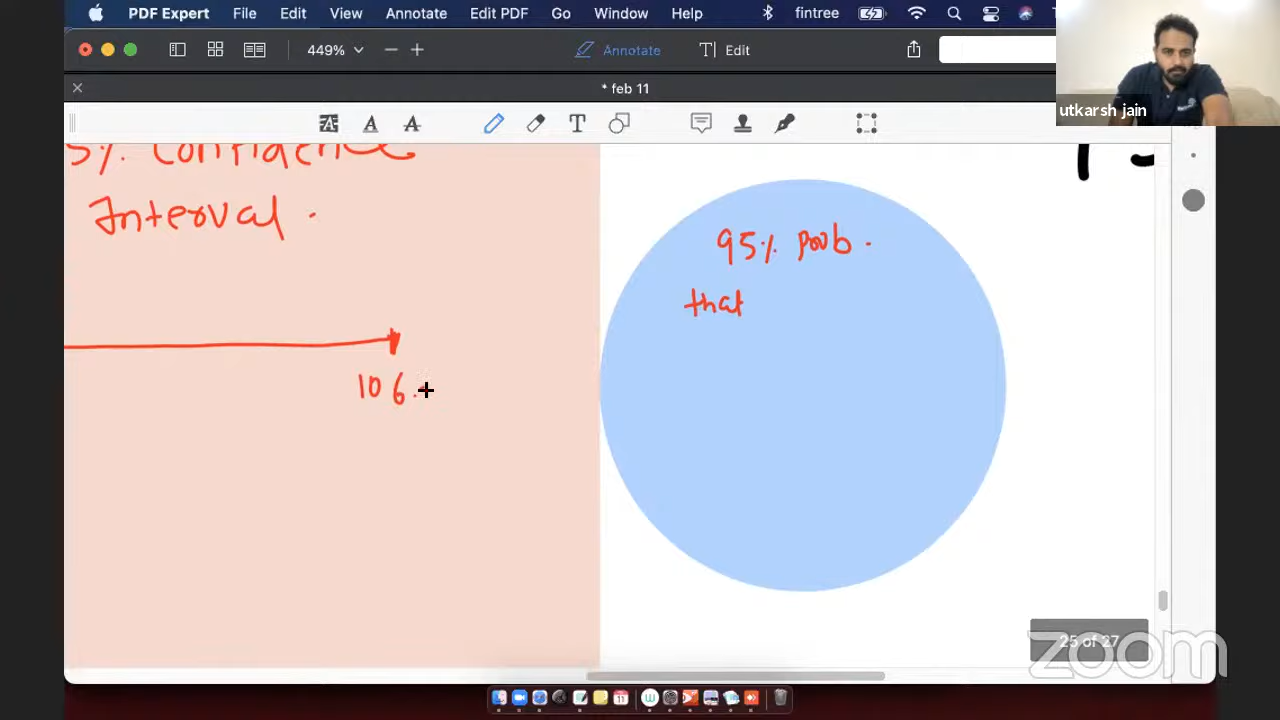 PDF Expert File Edit View Annotate Edit PDF Go Window Help fintree
449% Annotate Edit
* feb 11
utkarsh jain
5% Confidence
Interval.
95% prob.
that
106.
25 of 27
zoom